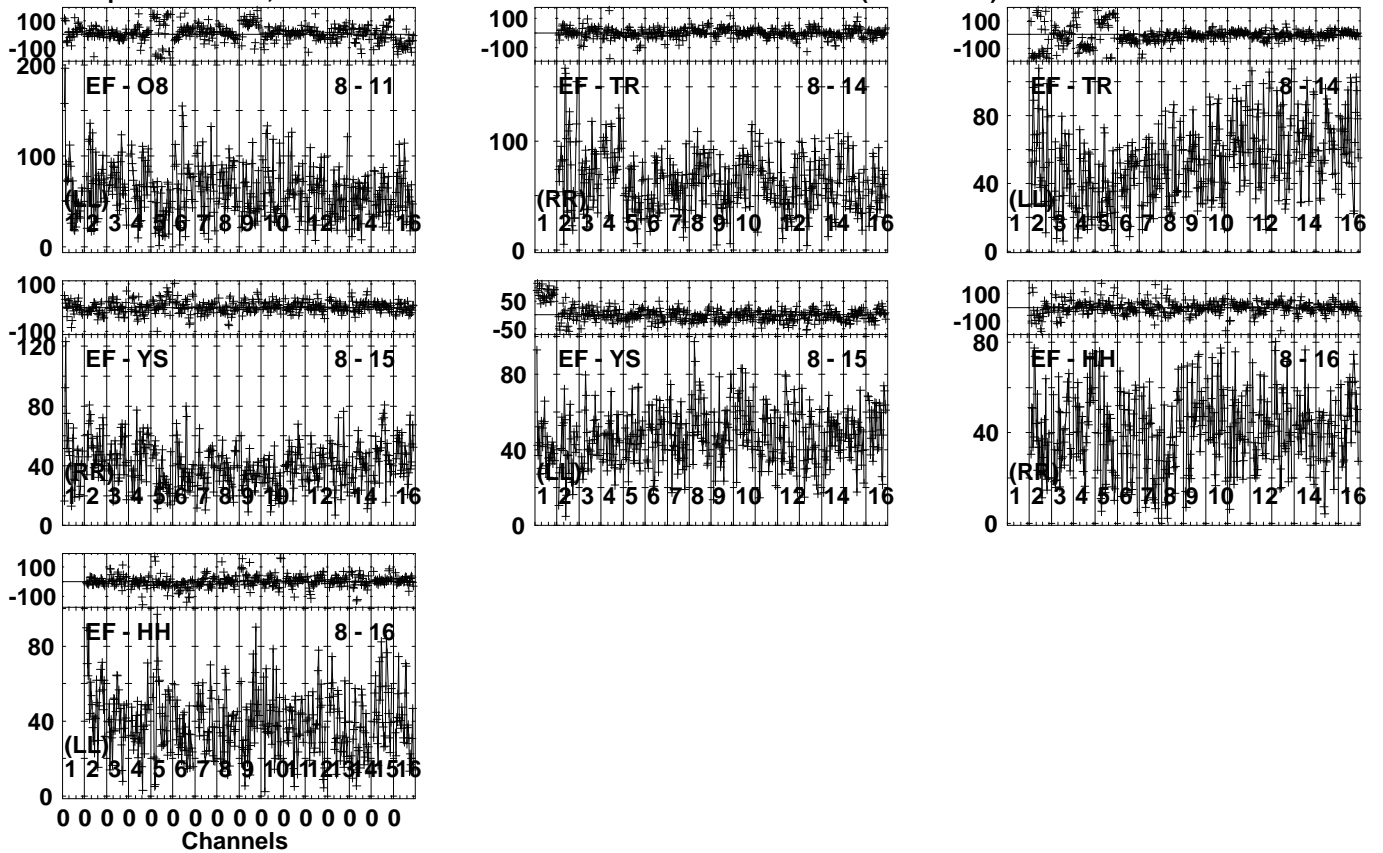 100
-100
200
EF - O8 8 - 11
100
(LL)
1 2 3 4 5 6 7 8 9 10 12 14 16
0
100
-100
EF - TR 8 - 14
100
(RR)
1 2 3 4 5 6 7 8 9 10 12 14 16
0
100
-100
EF - TR 8 - 14
80
40
(LL)
1 2 3 4 5 6 7 8 9 10 12 14 16
0
100
-100
120
EF - YS 8 - 15
80
40
(RR)
1 2 3 4 5 6 7 8 9 10 12 14 16
0
50
-50
EF - YS 8 - 15
80
40
(LL)
1 2 3 4 5 6 7 8 9 10 12 14 16
0
100
-100
80
EF - HH 8 - 16
40
(RR)
1 2 3 4 5 6 7 8 9 10 12 14 16
0
100
-100
EF - HH 8 - 16
80
40
(LL)
1 2 3 4 5 6 7 8 9 10 11 12 13 14 15 16
0
0 0 0 0 0 0 0 0 0 0 0 0 0 0 0 0
Channels